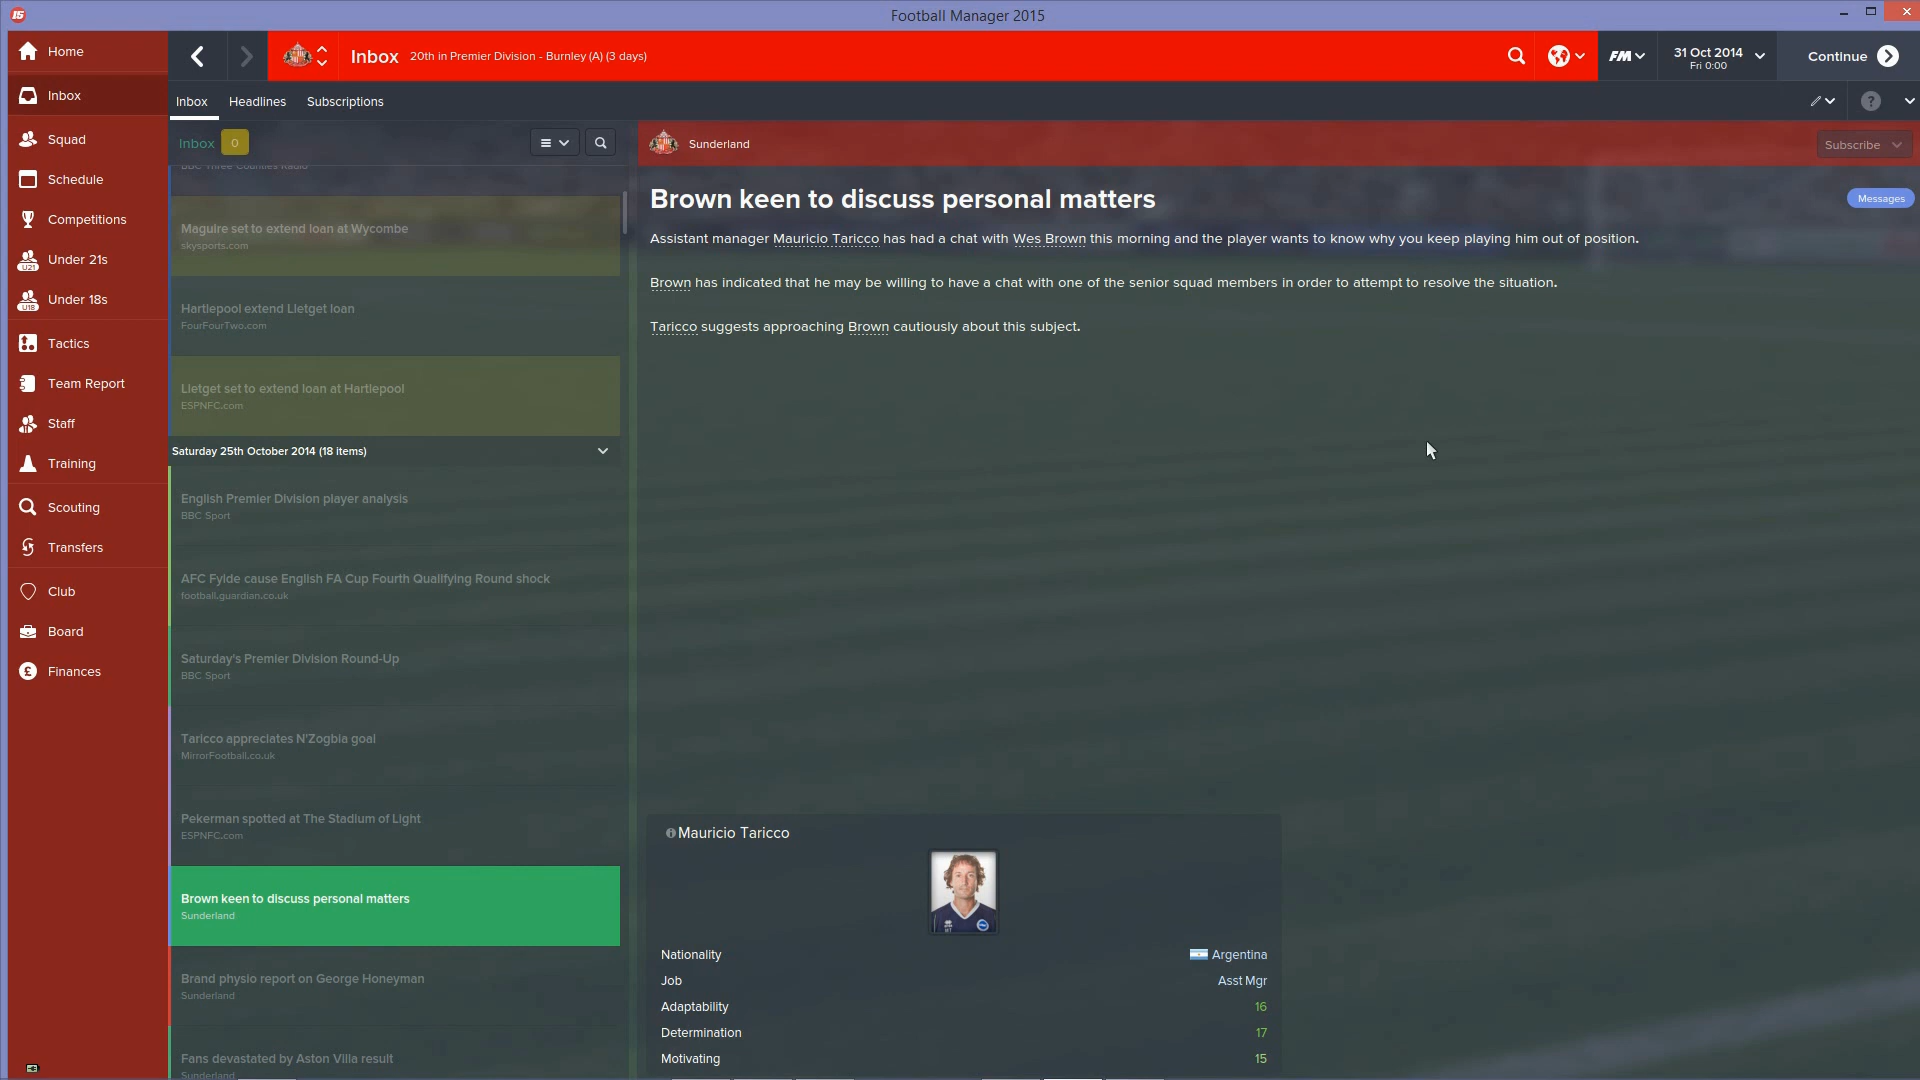 Football Manager 2015
Home
Inbox
Squad
Schedule
Competitions
Under 21s
Under 18s
Tactics
Team Report
Staff
Training
Scouting
Transfers
Club
Board
Finances
Inbox 20th in Premier Division - Burnley (A) (3 days)
FM
31 Oct 2014
Fri 0:00
Continue
Inbox Headlines Subscriptions
?
Inbox 0
BBC Three Counties Radio
Maguire set to extend loan at Wycombe
skysports.com
Hartlepool extend Lletget loan
FourFourTwo.com
Lletget set to extend loan at Hartlepool
ESPNFC.com
Saturday 25th October 2014 (18 items)
English Premier Division player analysis
BBC Sport
AFC Fylde cause English FA Cup Fourth Qualifying Round shock
football.guardian.co.uk
Saturday's Premier Division Round-Up
BBC Sport
Taricco appreciates N'Zogbia goal
MirrorFootball.co.uk
Pekerman spotted at The Stadium of Light
ESPNFC.com
Brown keen to discuss personal matters
Sunderland
Brand physio report on George Honeyman
Sunderland
Fans devastated by Aston Villa result
Sunderland
Sunderland
Subscribe
Brown keen to discuss personal matters
Messages
Assistant manager Mauricio Taricco has had a chat with Wes Brown this morning and the player wants to know why you keep playing him out of position.
Brown has indicated that he may be willing to have a chat with one of the senior squad members in order to attempt to resolve the situation.
Taricco suggests approaching Brown cautiously about this subject.
Mauricio Taricco
Nationality Argentina
Job Asst Mgr
Adaptability 16
Determination 17
Motivating 15